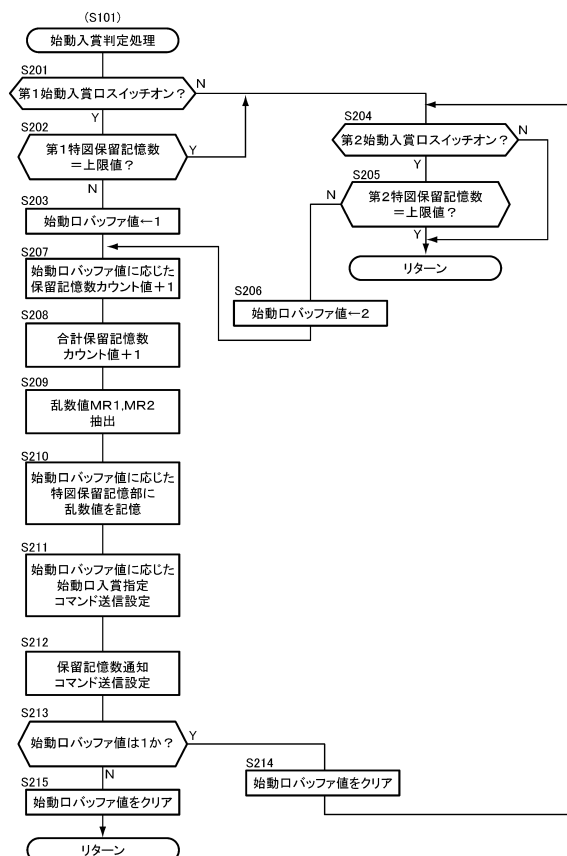 (S101)
始動入賞判定処理
S201
第1始動入賞口スイッチオン？
N
Y
S202
第1特図保留記憶数
＝上限値？
Y
N
S203
始動口バッファ値←1
S204
第2始動入賞口スイッチオン？
N
Y
S205
第2特図保留記憶数
＝上限値？
N
Y
リターン
S206
始動口バッファ値←2
S207
始動口バッファ値に応じた
保留記憶数カウント値＋1
S208
合計保留記憶数
カウント値＋1
S209
乱数値MR1,MR2
抽出
S210
始動口バッファ値に応じた
特図保留記憶部に
乱数値を記憶
S211
始動口バッファ値に応じた
始動口入賞指定
コマンド送信設定
S212
保留記憶数通知
コマンド送信設定
S213
始動口バッファ値は1か？
Y
N
S214
始動口バッファ値をクリア
S215
始動口バッファ値をクリア
リターン